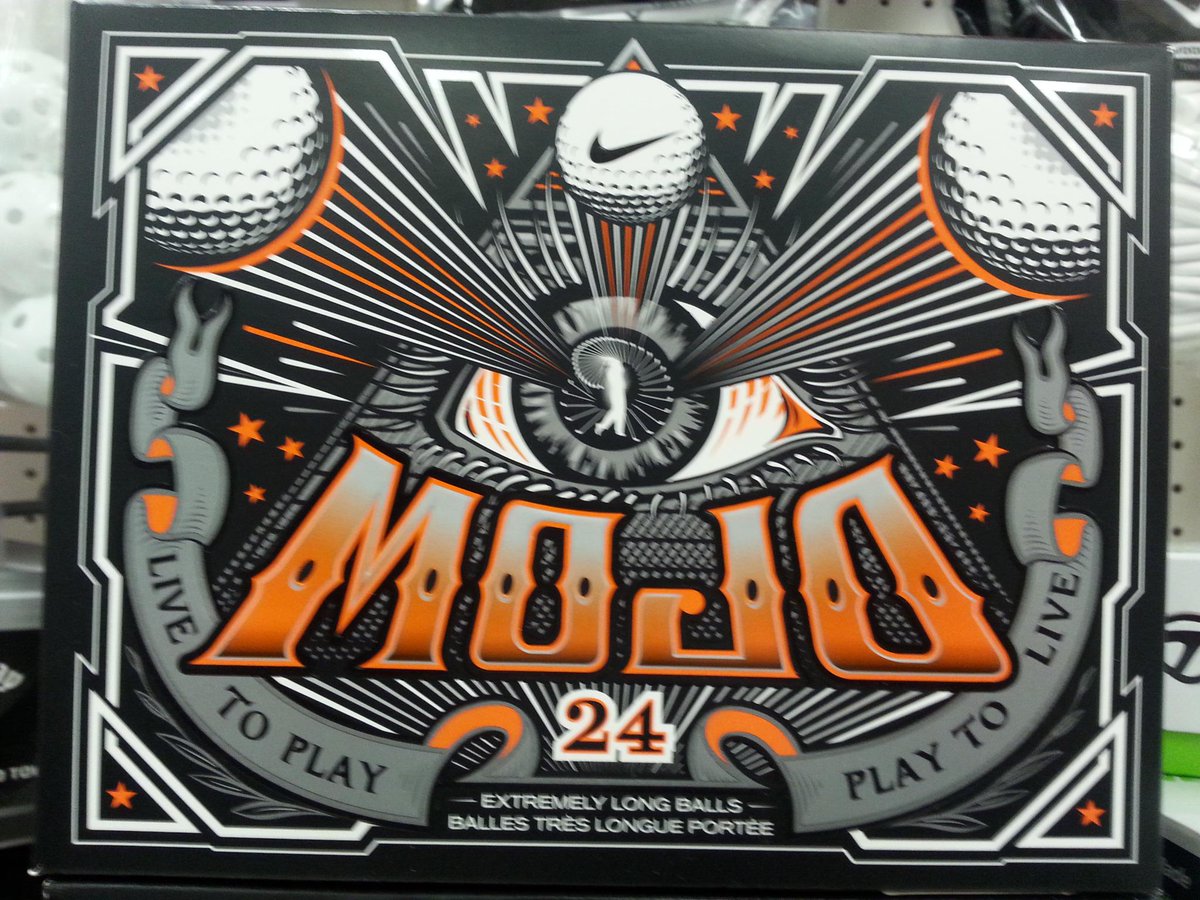 MOJO
LIVE
TO PLAY
PLAY TO
LIVE
24
EXTREMELY LONG BALLS
BALLES TRÈS LONGUE PORTÉE